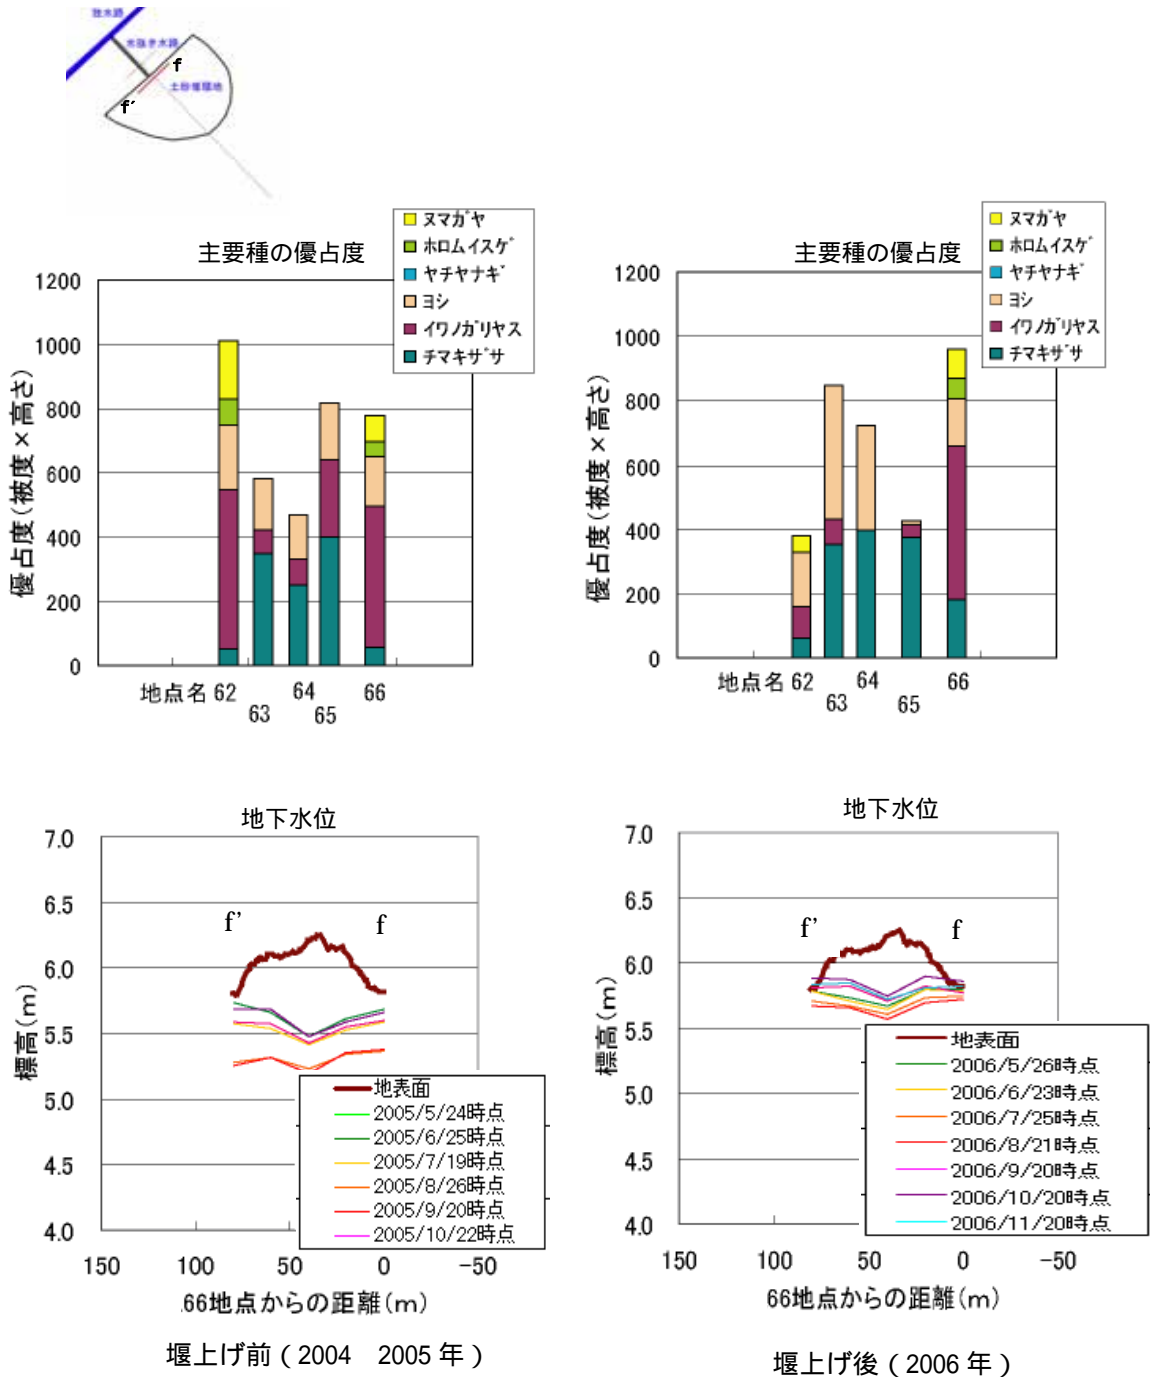 水抜き水路
f
土砂堆積地
f′
主要種の優占度
ヌマガヤ
ホロムイスゲ
ヤチヤナギ
ヨシ
イワノガリヤス
チマキザサ
優占度(被度×高さ)
1200
1000
800
600
400
200
0
地点名 62 63 64 65 66
主要種の優占度
ヌマガヤ
ホロムイスゲ
ヤチヤナギ
ヨシ
イワノガリヤス
チマキザサ
優占度(被度×高さ)
1200
1000
800
600
400
200
0
地点名 62 63 64 65 66
地下水位
標高(m)
7.0
6.5
6.0
5.5
5.0
4.5
4.0
f’ f
地表面
2005/5/24時点
2005/6/25時点
2005/7/19時点
2005/8/26時点
2005/9/20時点
2005/10/22時点
150 100 50 0 -50
66地点からの距離(m)
堰上げ前(2004 2005年)
地下水位
標高(m)
7.0
6.5
6.0
5.5
5.0
4.5
4.0
f’ f
地表面
2006/5/26時点
2006/6/23時点
2006/7/25時点
2006/8/21時点
2006/9/20時点
2006/10/20時点
2006/11/20時点
150 100 50 0 -50
66地点からの距離(m)
堰上げ後(2006年)